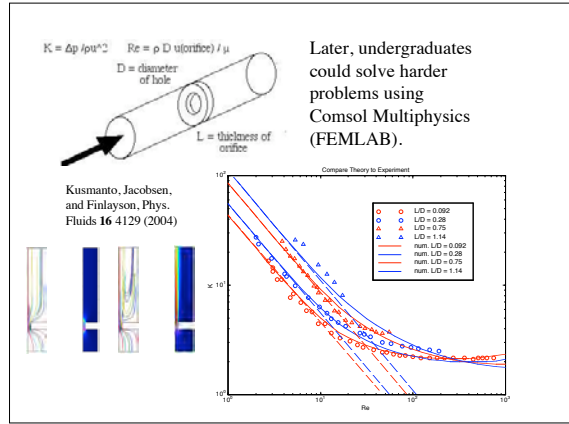 K = Δp /ρu^2 Re = ρ D u(orifice) / μ
D = diameter
of hole
L = thickness of
orifice
Later, undergraduates
could solve harder
problems using
Comsol Multiphysics
(FEMLAB).
Kusmanto, Jacobsen,
and Finlayson, Phys.
Fluids 16 4129 (2004)
Compare Theory to Experiment
L/D = 0.092
L/D = 0.28
L/D = 0.75
L/D = 1.14
num. L/D = 0.092
num. L/D = 0.28
num. L/D = 0.75
num. L/D = 1.14
K
Re